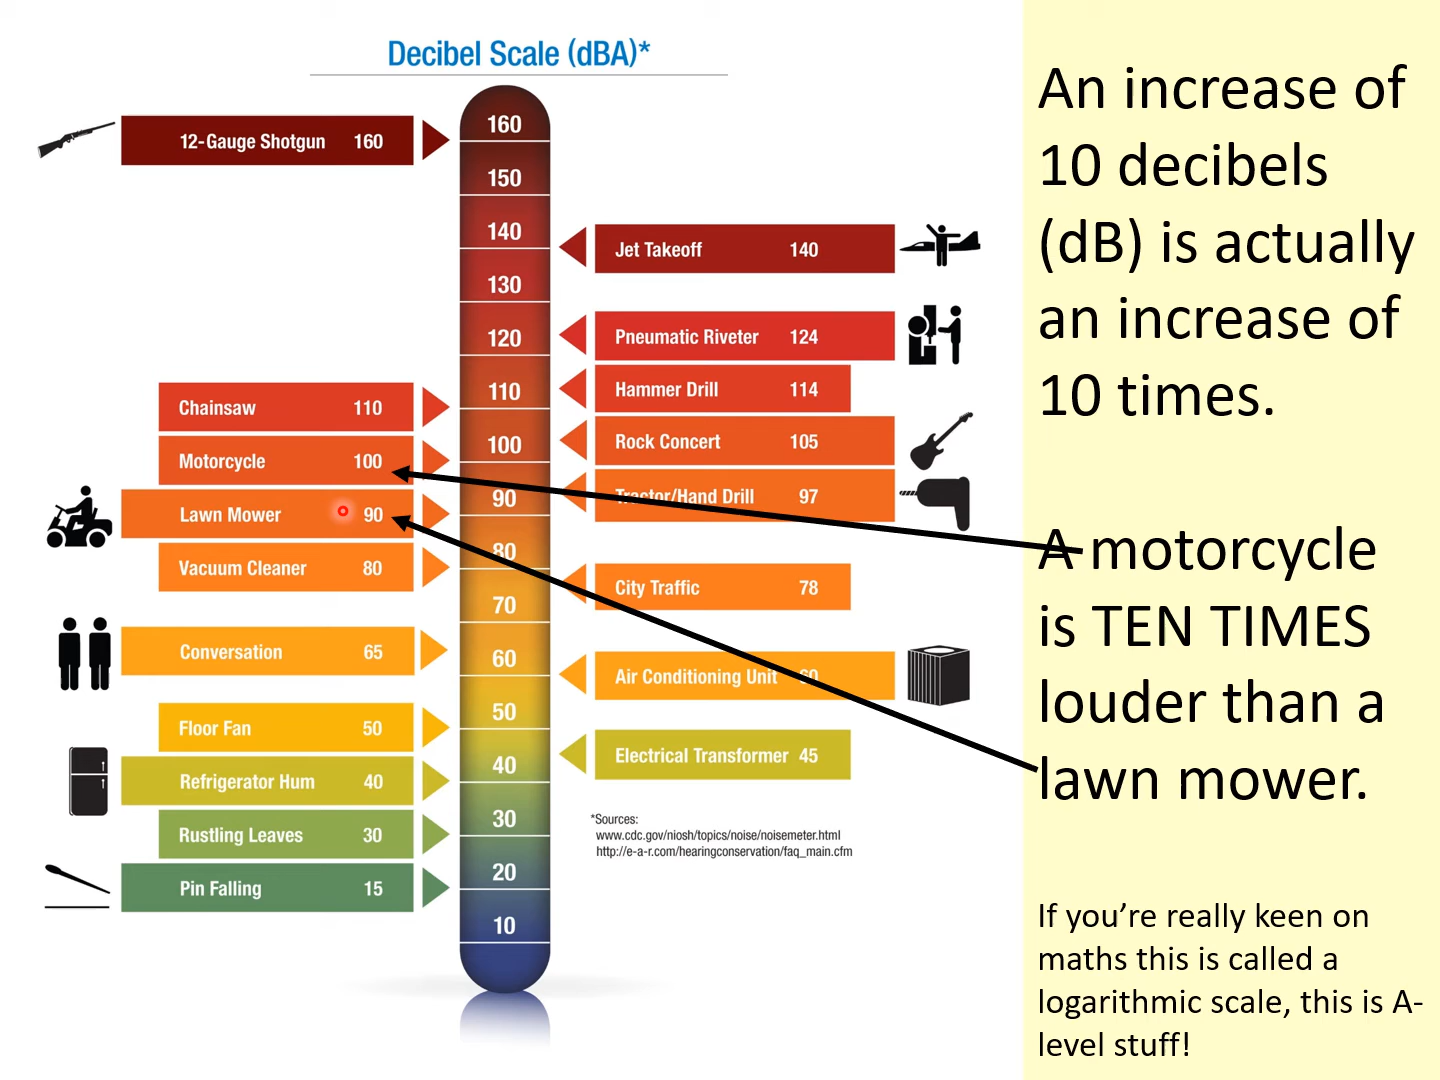 Decibel Scale (dBA)*
12-Gauge Shotgun 160
160
150
140
130
120
110
100
90
80
70
60
50
40
30
20
10
Jet Takeoff 140
Pneumatic Riveter 124
Hammer Drill 114
Rock Concert 105
Tractor/Hand Drill 97
City Traffic 78
Air Conditioning Unit 60
Electrical Transformer 45
Chainsaw 110
Motorcycle 100
Lawn Mower 90
Vacuum Cleaner 80
Conversation 65
Floor Fan 50
Refrigerator Hum 40
Rustling Leaves 30
Pin Falling 15
*Sources:
www.cdc.gov/niosh/topics/noise/noisemeter.html
http://e-a-r.com/hearingconservation/faq_main.cfm
An increase of
10 decibels
(dB) is actually
an increase of
10 times.
A motorcycle
is TEN TIMES
louder than a
lawn mower.
If you’re really keen on
maths this is called a
logarithmic scale, this is A-
level stuff!